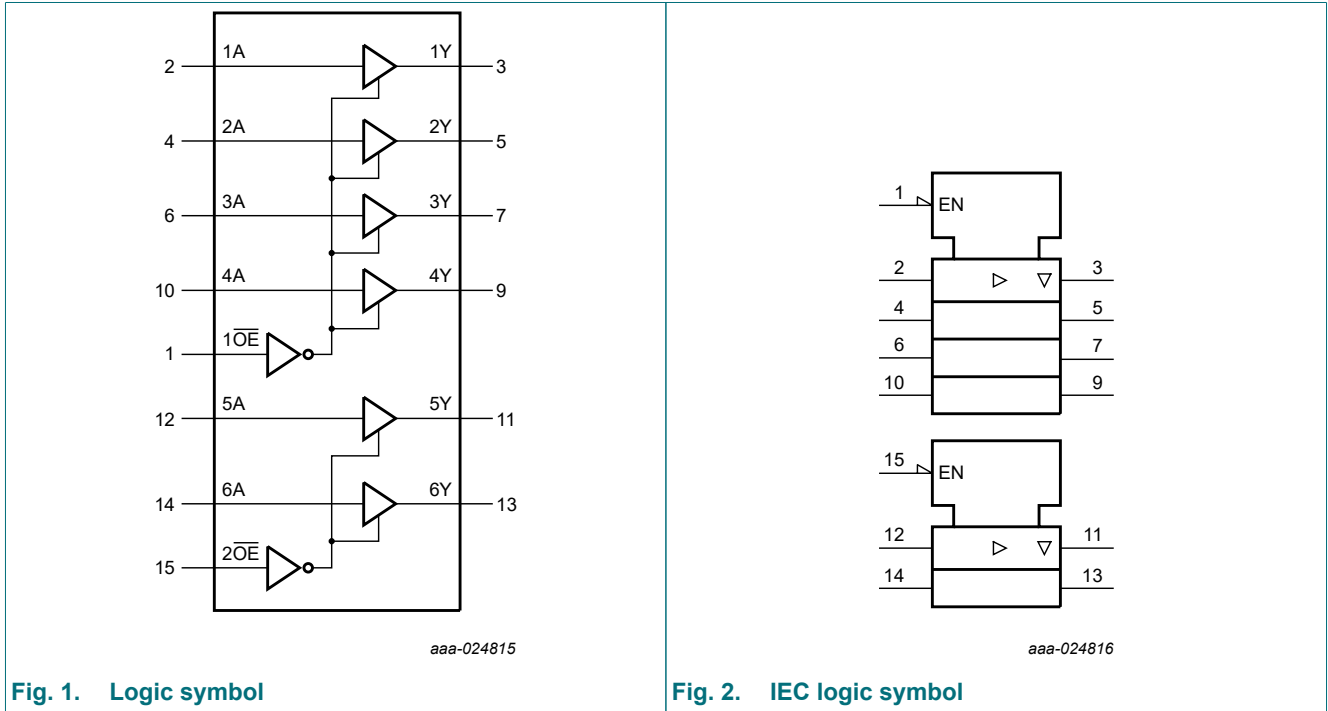 2 1A 1Y 3
4 2A 2Y 5
6 3A 3Y 7
10 4A 4Y 9
1 1O̅E̅
12 5A 5Y 11
14 6A 6Y 13
15 2O̅E̅
aaa-024815
Fig. 1. Logic symbol
1 EN
2 3
4 5
6 7
10 9
15 EN
12 11
14 13
aaa-024816
Fig. 2. IEC logic symbol